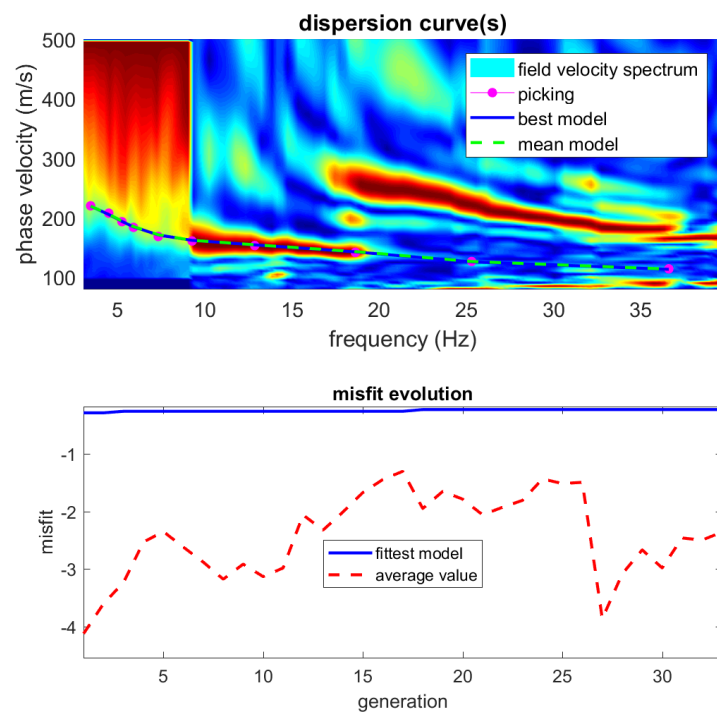 dispersion curve(s)
500
400
300
200
100
phase velocity (m/s)
field velocity spectrum
picking
best model
mean model
5 10 15 20 25 30 35
frequency (Hz)
misfit evolution
-1
-2
-3
-4
misfit
fittest model
average value
5 10 15 20 25 30
generation